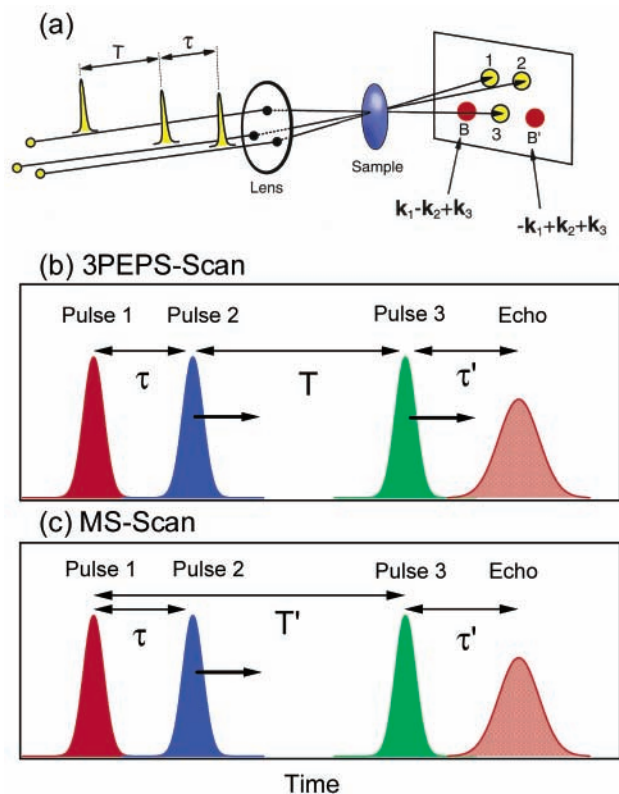 (a)
T
τ
1
2
B
3
B'
Lens
Sample
k₁-k₂+k₃
-k₁+k₂+k₃
(b) 3PEPS-Scan
Pulse 1
Pulse 2
Pulse 3
Echo
τ
T
τ'
(c) MS-Scan
Pulse 1
Pulse 2
Pulse 3
Echo
τ
T'
τ'
Time